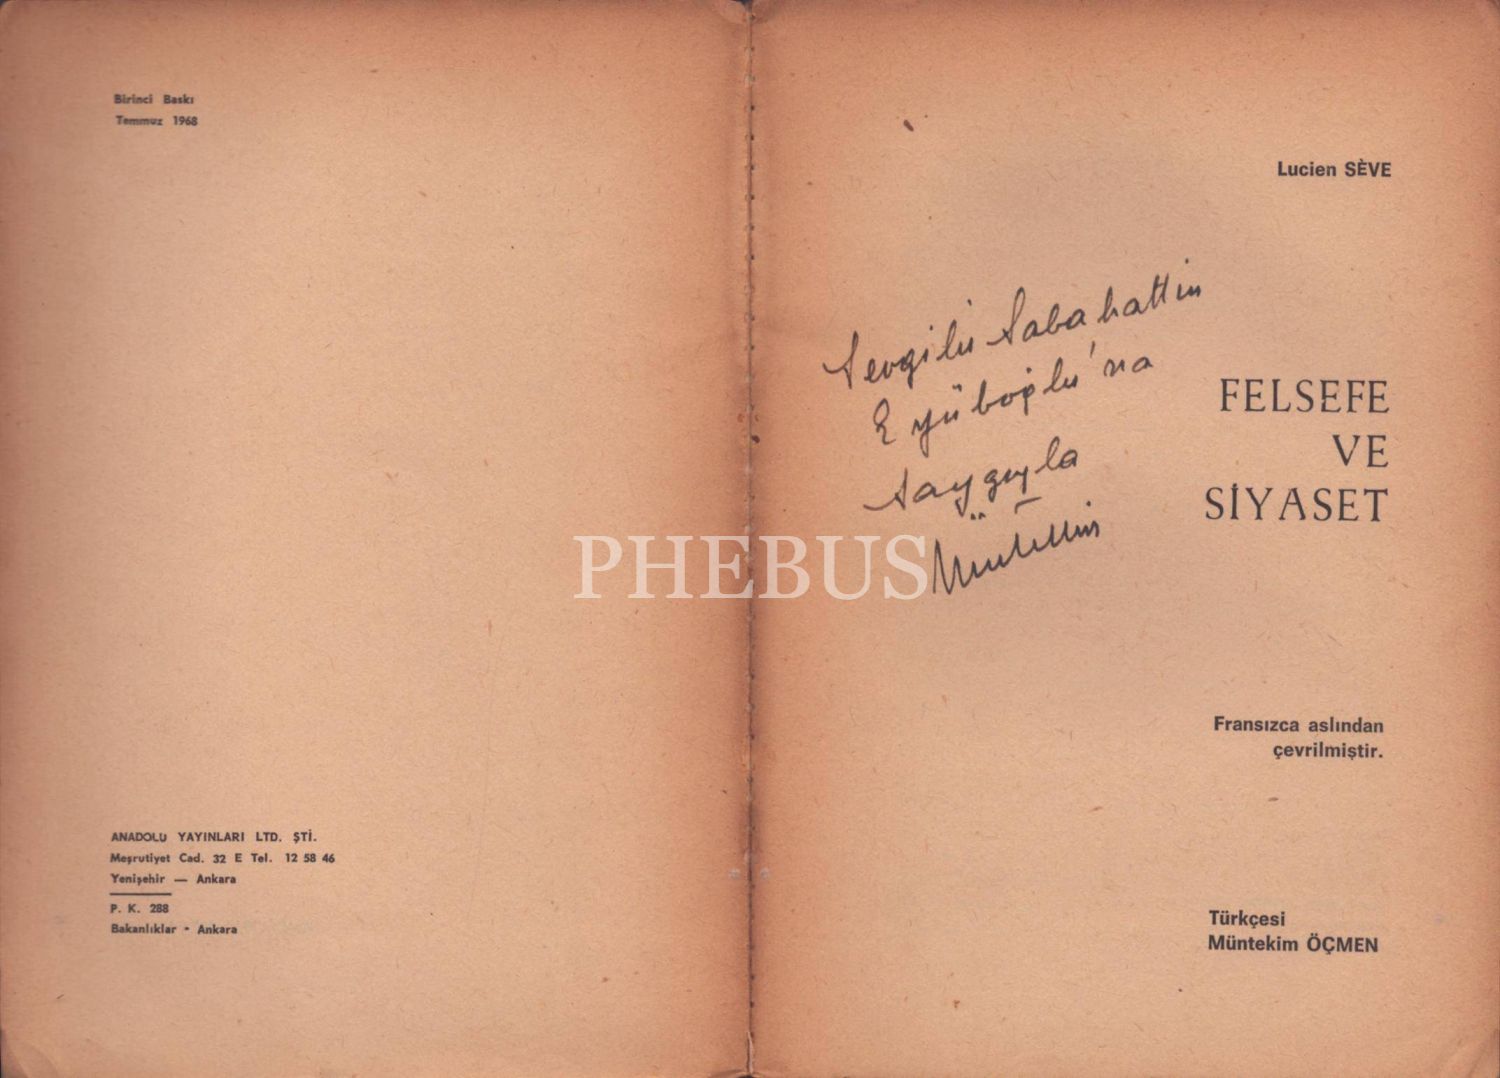 Birinci Baskı
Temmuz 1968
ANADOLU YAYINLARI LTD. ŞTİ.
Meşrutiyet Cad. 32 E Tel. 12 58 46
Yenişehir — Ankara
P. K. 288
Bakanlıklar - Ankara
Lucien SÈVE
Sevgili Sabahattin
Eyüboğlu'na
saygıyla
FELSEFE
VE
SİYASET
PHEBUS
Fransızca aslından
çevrilmiştir.
Türkçesi
Müntekim ÖÇMEN